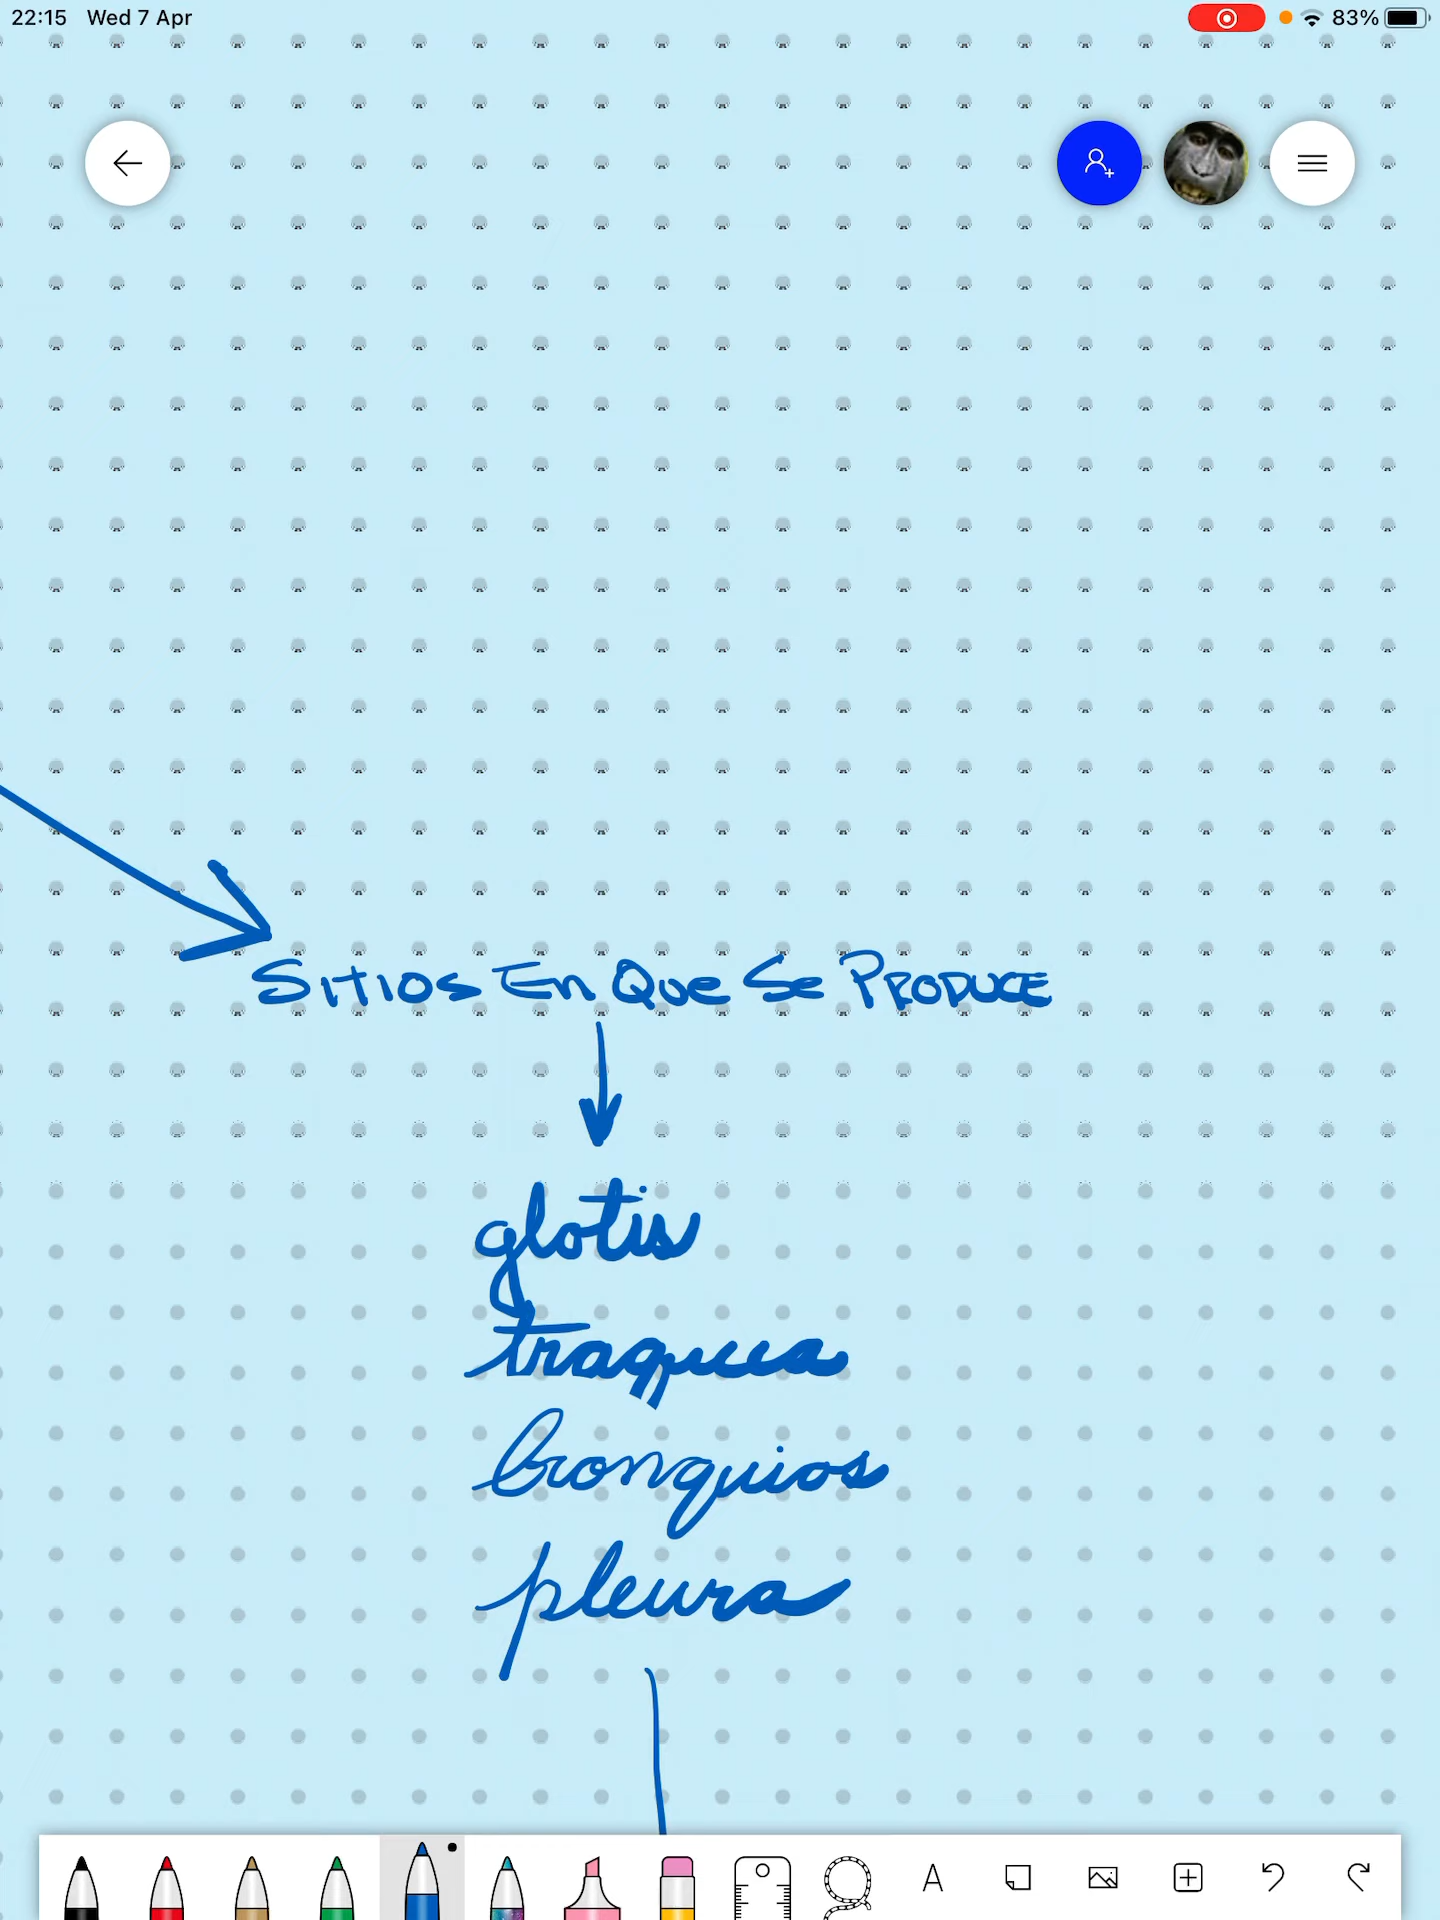 22:15 Wed 7 Apr 83%
SITIOS En Que Se PRODUCE
glotis
traquea
bronquios
pleura
A